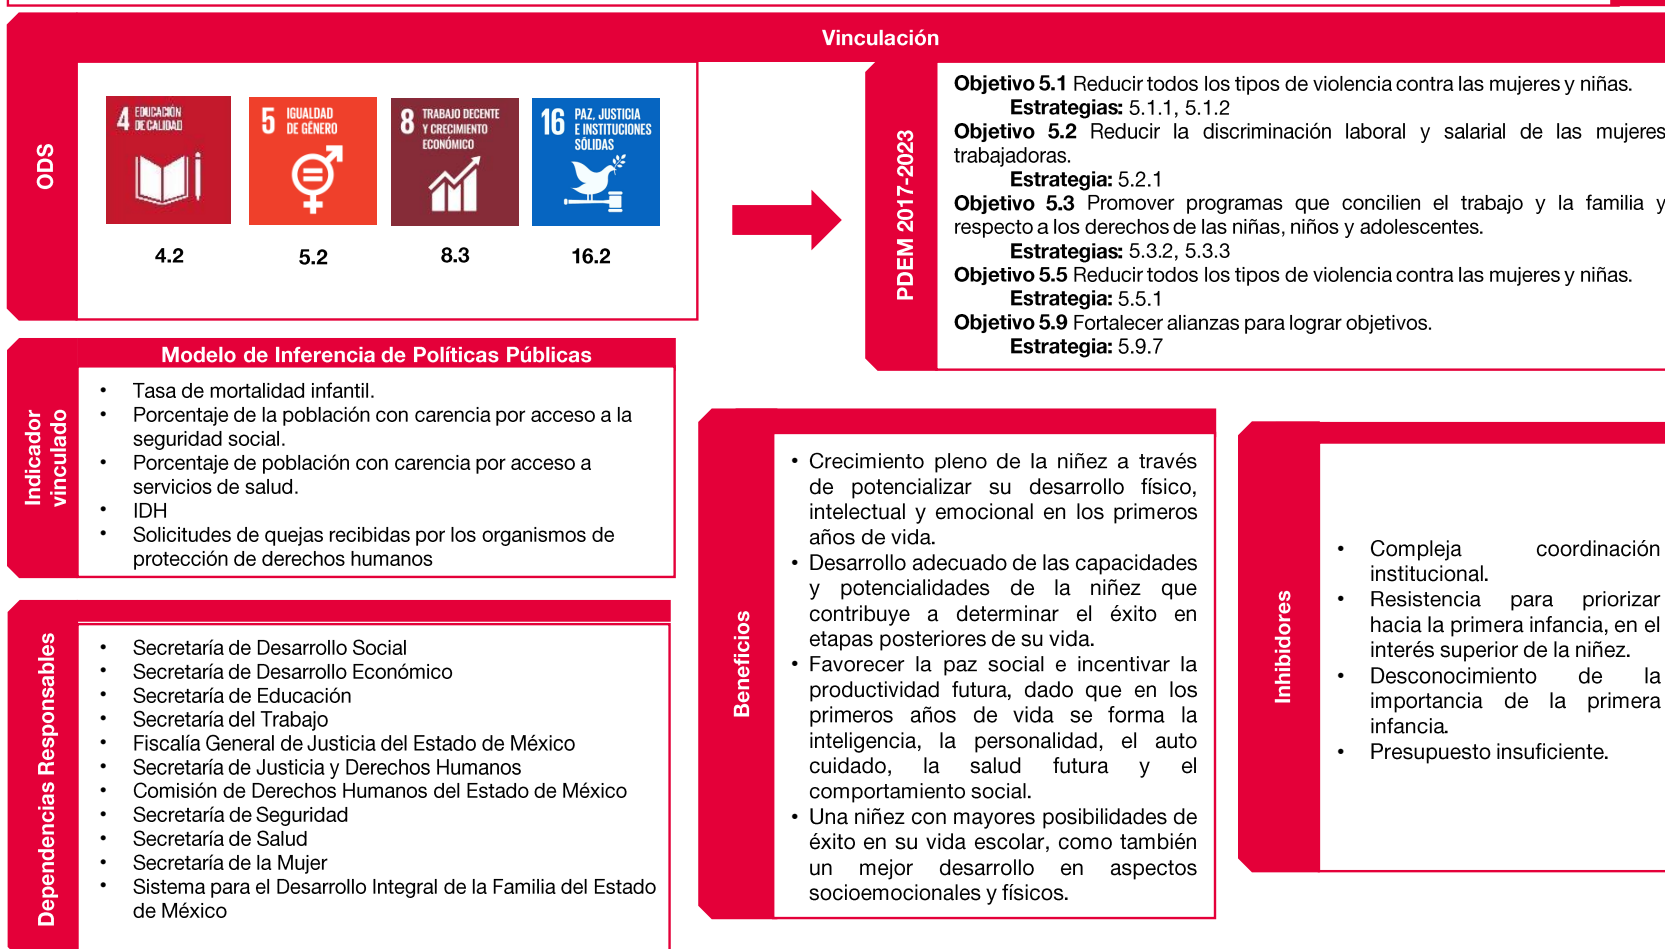 Vinculación
ODS
4 EDUCACIÓN
DE CALIDAD
5 IGUALDAD
DE GÉNERO
8 TRABAJO DECENTE
Y CRECIMIENTO
ECONÓMICO
16 PAZ, JUSTICIA
E INSTITUCIONES
SÓLIDAS
4.2
5.2
8.3
16.2
PDEM 2017-2023
Objetivo 5.1 Reducir todos los tipos de violencia contra las mujeres y niñas.
Estrategias: 5.1.1, 5.1.2
Objetivo 5.2 Reducir la discriminación laboral y salarial de las mujeres
trabajadoras.
Estrategia: 5.2.1
Objetivo 5.3 Promover programas que concilien el trabajo y la familia y
respecto a los derechos de las niñas, niños y adolescentes.
Estrategias: 5.3.2, 5.3.3
Objetivo 5.5 Reducir todos los tipos de violencia contra las mujeres y niñas.
Estrategia: 5.5.1
Objetivo 5.9 Fortalecer alianzas para lograr objetivos.
Estrategia: 5.9.7
Indicador
vinculado
Modelo de Inferencia de Políticas Públicas
• Tasa de mortalidad infantil.
• Porcentaje de la población con carencia por acceso a la
seguridad social.
• Porcentaje de población con carencia por acceso a
servicios de salud.
• IDH
• Solicitudes de quejas recibidas por los organismos de
protección de derechos humanos
Dependencias Responsables
• Secretaría de Desarrollo Social
• Secretaría de Desarrollo Económico
• Secretaría de Educación
• Secretaría del Trabajo
• Fiscalía General de Justicia del Estado de México
• Secretaría de Justicia y Derechos Humanos
• Comisión de Derechos Humanos del Estado de México
• Secretaría de Seguridad
• Secretaría de Salud
• Secretaría de la Mujer
• Sistema para el Desarrollo Integral de la Familia del Estado
de México
Beneficios
• Crecimiento pleno de la niñez a través
de potencializar su desarrollo físico,
intelectual y emocional en los primeros
años de vida.
• Desarrollo adecuado de las capacidades
y potencialidades de la niñez que
contribuye a determinar el éxito en
etapas posteriores de su vida.
• Favorecer la paz social e incentivar la
productividad futura, dado que en los
primeros años de vida se forma la
inteligencia, la personalidad, el auto
cuidado, la salud futura y el
comportamiento social.
• Una niñez con mayores posibilidades de
éxito en su vida escolar, como también
un mejor desarrollo en aspectos
socioemocionales y físicos.
Inhibidores
• Compleja coordinación
institucional.
• Resistencia para priorizar
hacia la primera infancia, en el
interés superior de la niñez.
• Desconocimiento de la
importancia de la primera
infancia.
• Presupuesto insuficiente.